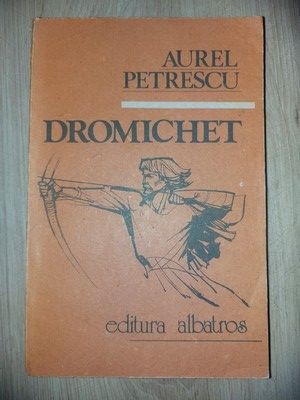 AUREL
PETRESCU
DROMICHET
editura albatros